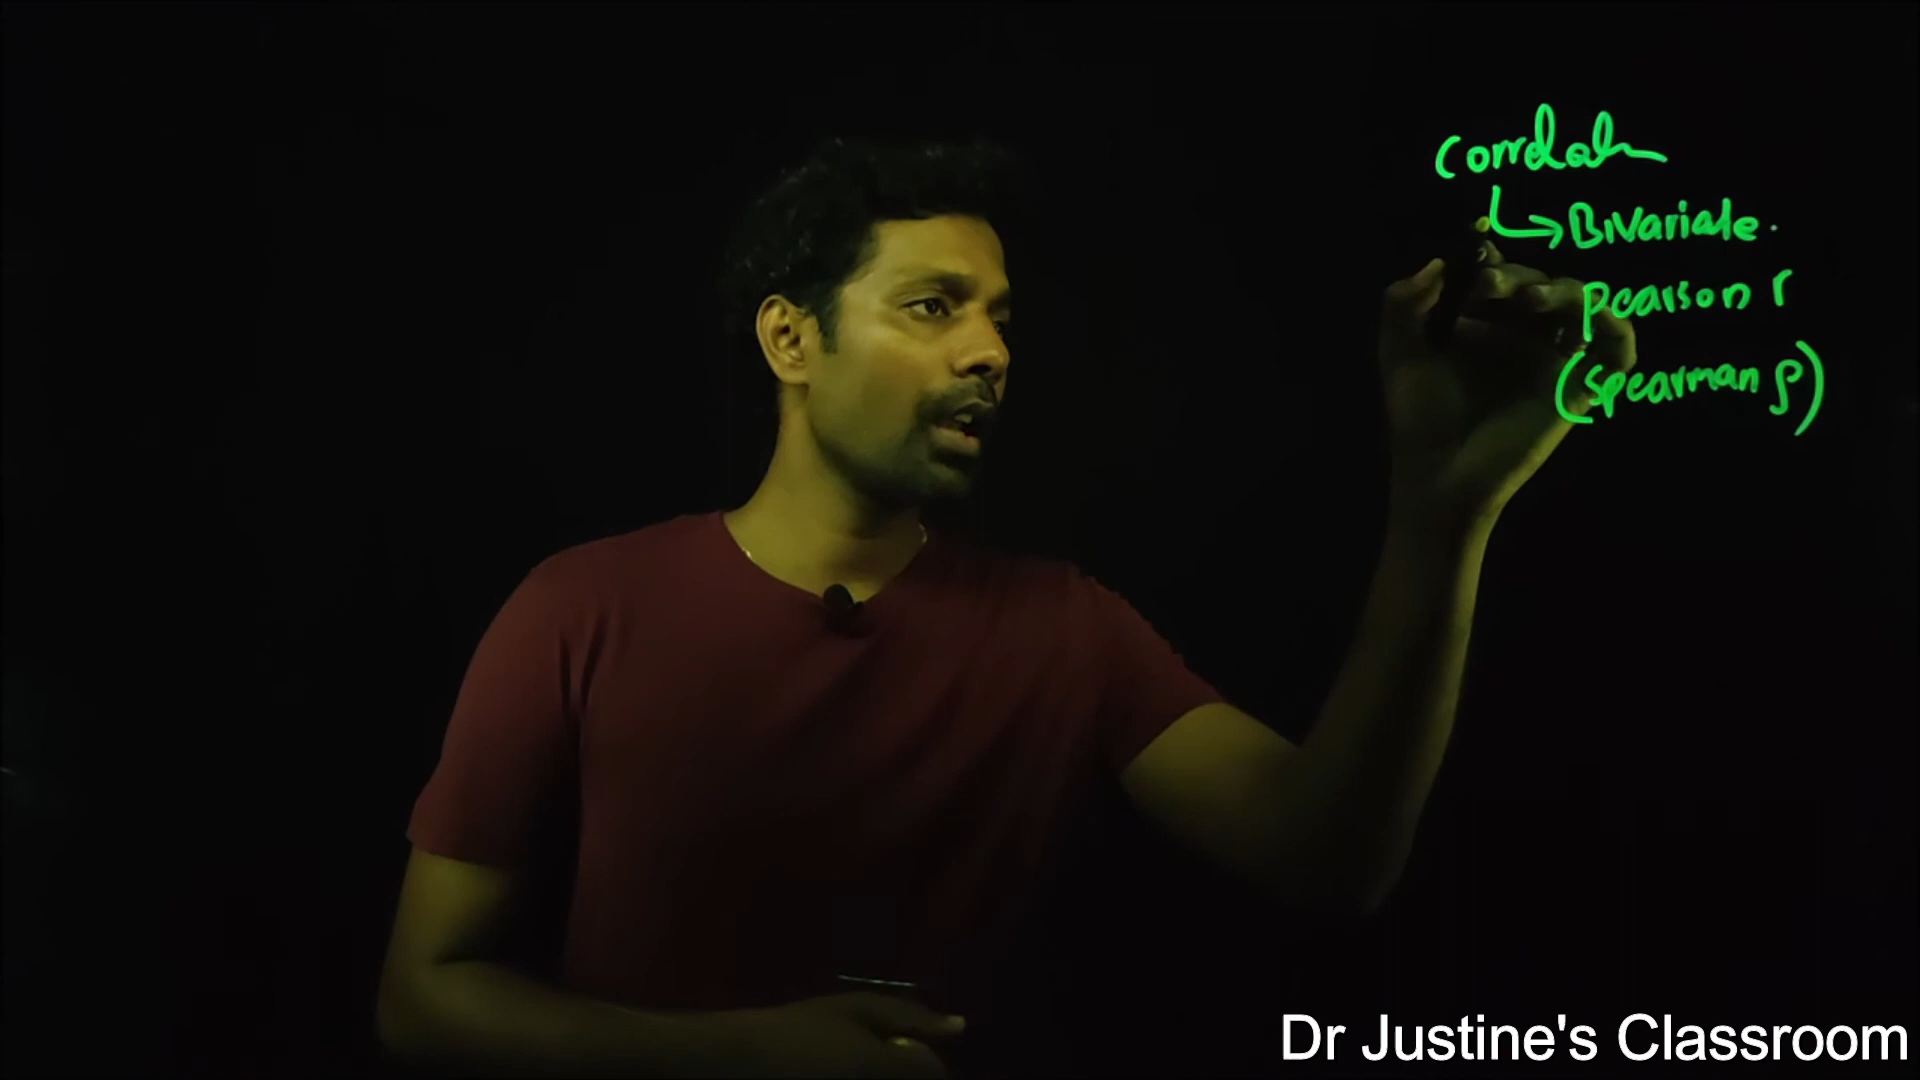 Correlatn
Bivariate.
pearson r
(spearman ρ)
Dr Justine's Classroom